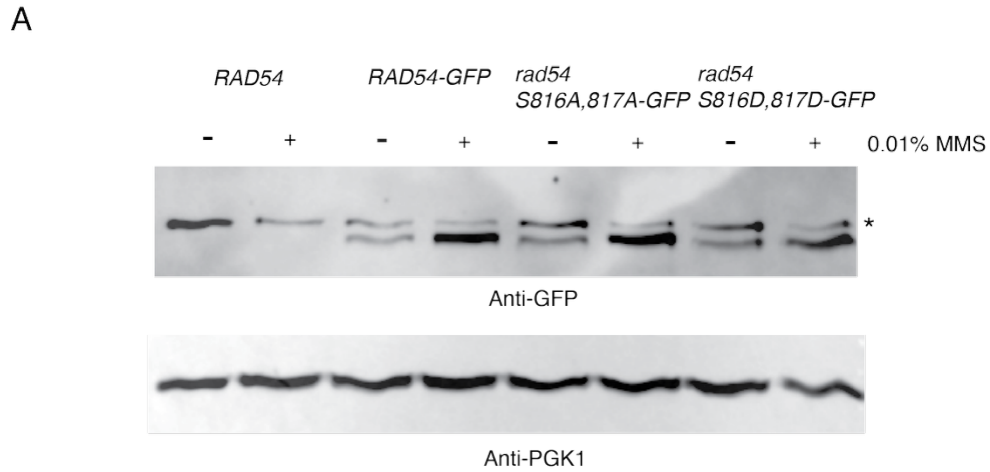 A
RAD54 RAD54-GFP rad54 S816A,817A-GFP rad54 S816D,817D-GFP
- + - + - + - + 0.01% MMS
*
Anti-GFP
Anti-PGK1